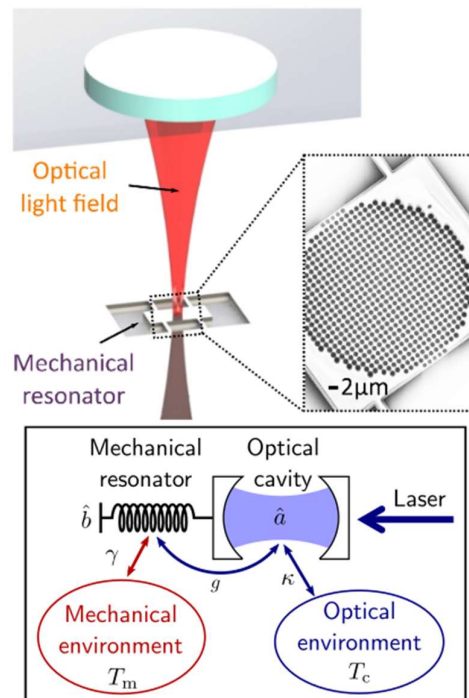 Optical
light field
Mechanical
resonator
-2μm
Mechanical
resonator
Optical
cavity
b̂
â
Laser
γ
g
κ
Mechanical
environment
Tm
Optical
environment
Tc